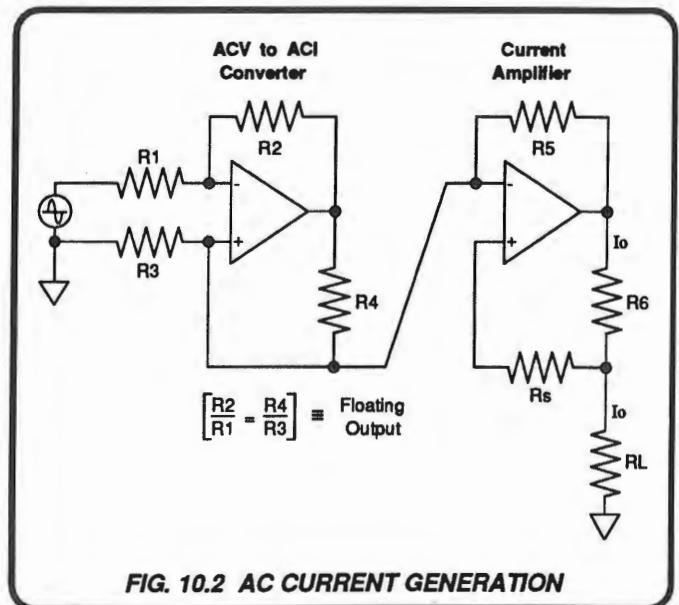 ACV to ACI
Converter
Current
Amplifier
R2
R5
R1
-
-
+
+
Io
R3
R4
R6
Rs
[R2/R1 = R4/R3] ≡ Floating
Output
Io
RL
FIG. 10.2 AC CURRENT GENERATION